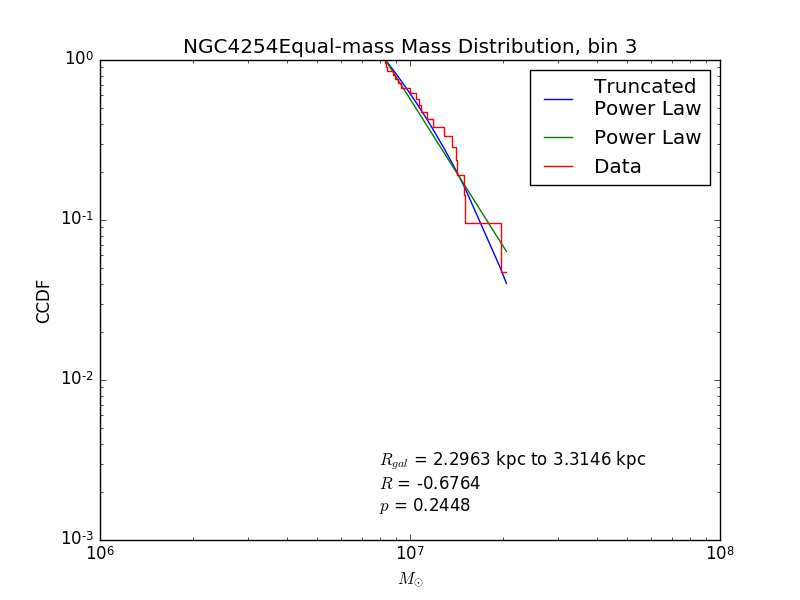 NGC4254Equal-mass Mass Distribution, bin 3
10⁰
10⁻¹
10⁻²
10⁻³
CCDF
Truncated
Power Law
Power Law
Data
R_gal = 2.2963 kpc to 3.3146 kpc
R = -0.6764
p = 0.2448
10⁶
10⁷
10⁸
M_⊙